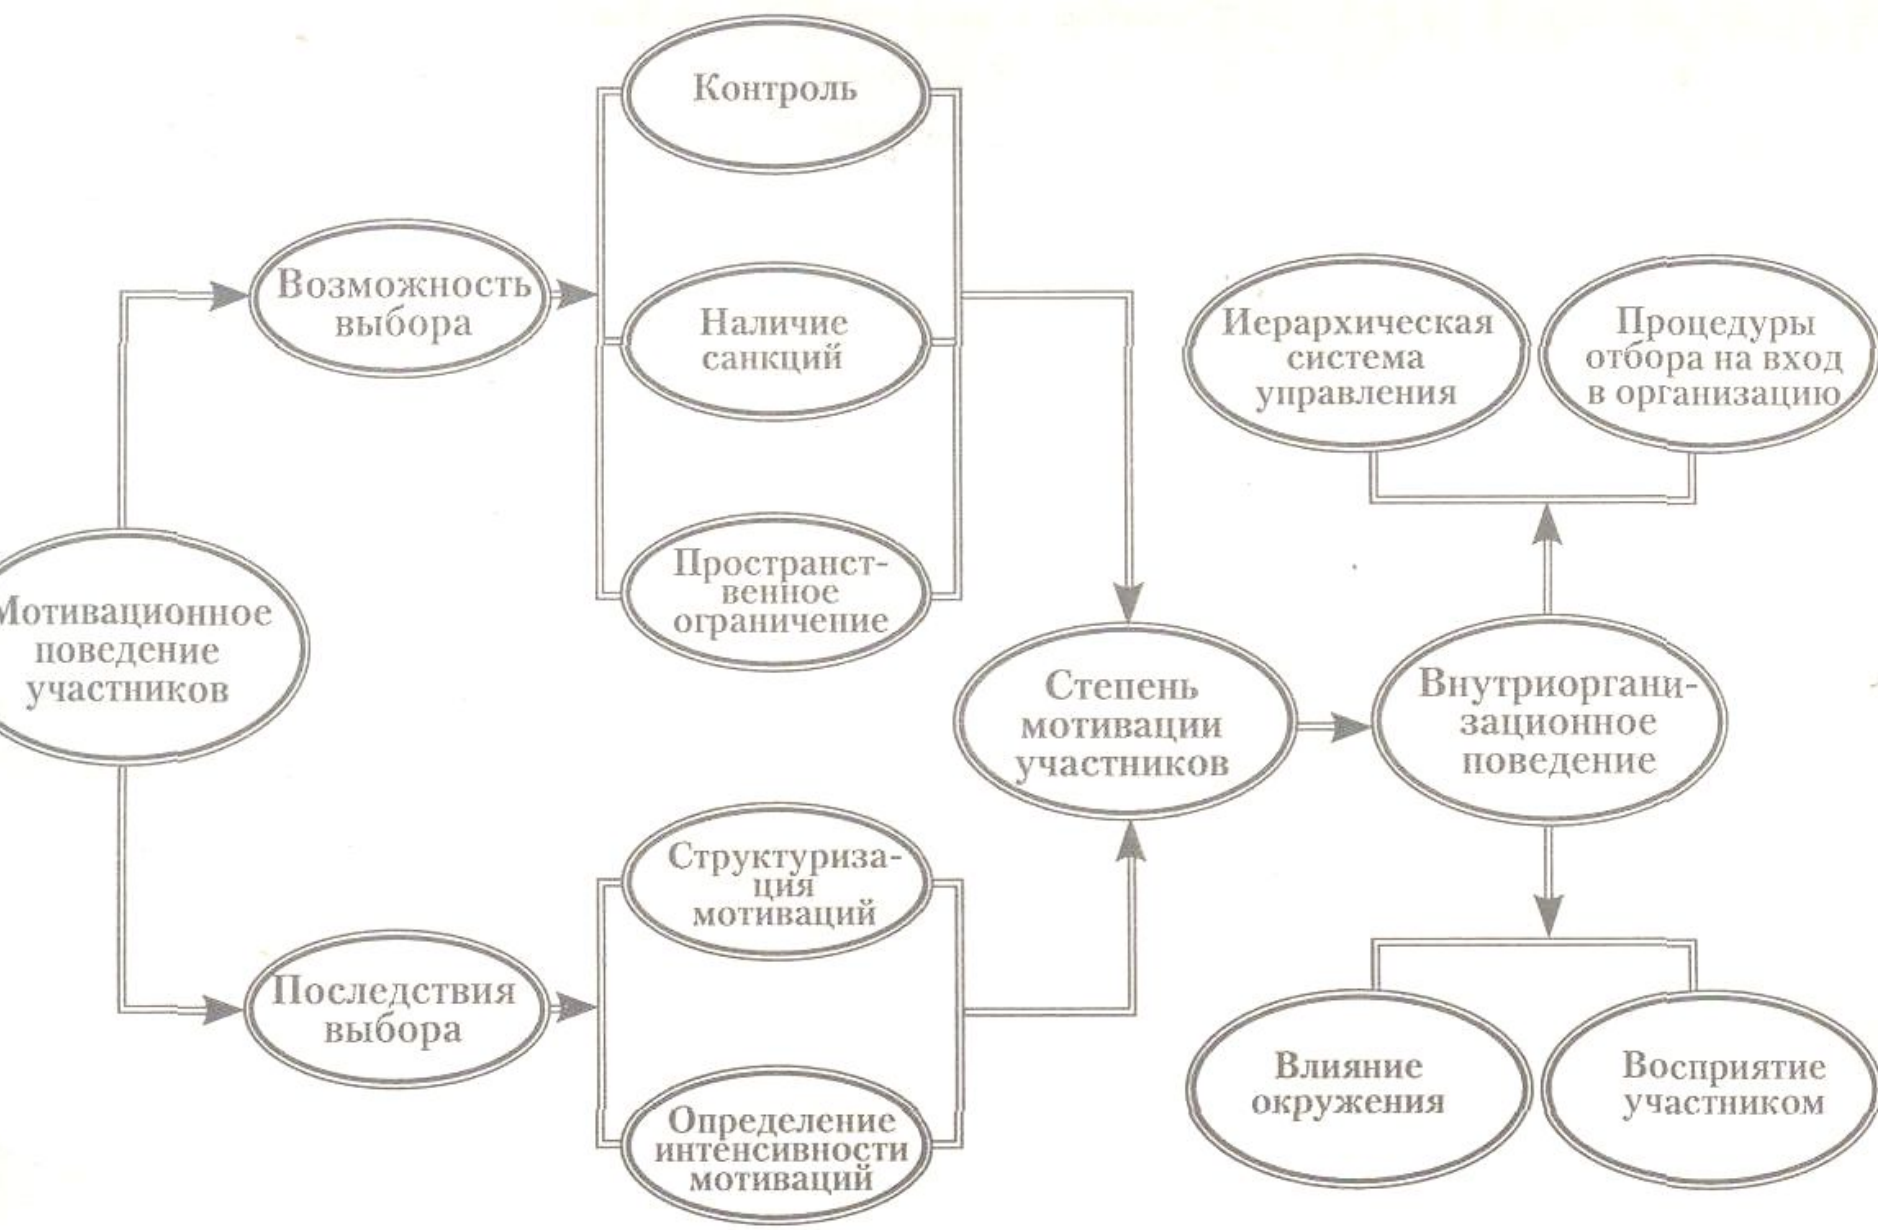 Контроль
Возможность
выбора
Наличие
санкций
Иерархическая
система
управления
Процедуры
отбора на вход
в организацию
Пространст-
венное
ограничение
Мотивационное
поведение
участников
Степень
мотивации
участников
Внутриоргани-
зационное
поведение
Структуриза-
ция
мотиваций
Последствия
выбора
Определение
интенсивности
мотиваций
Влияние
окружения
Восприятие
участником